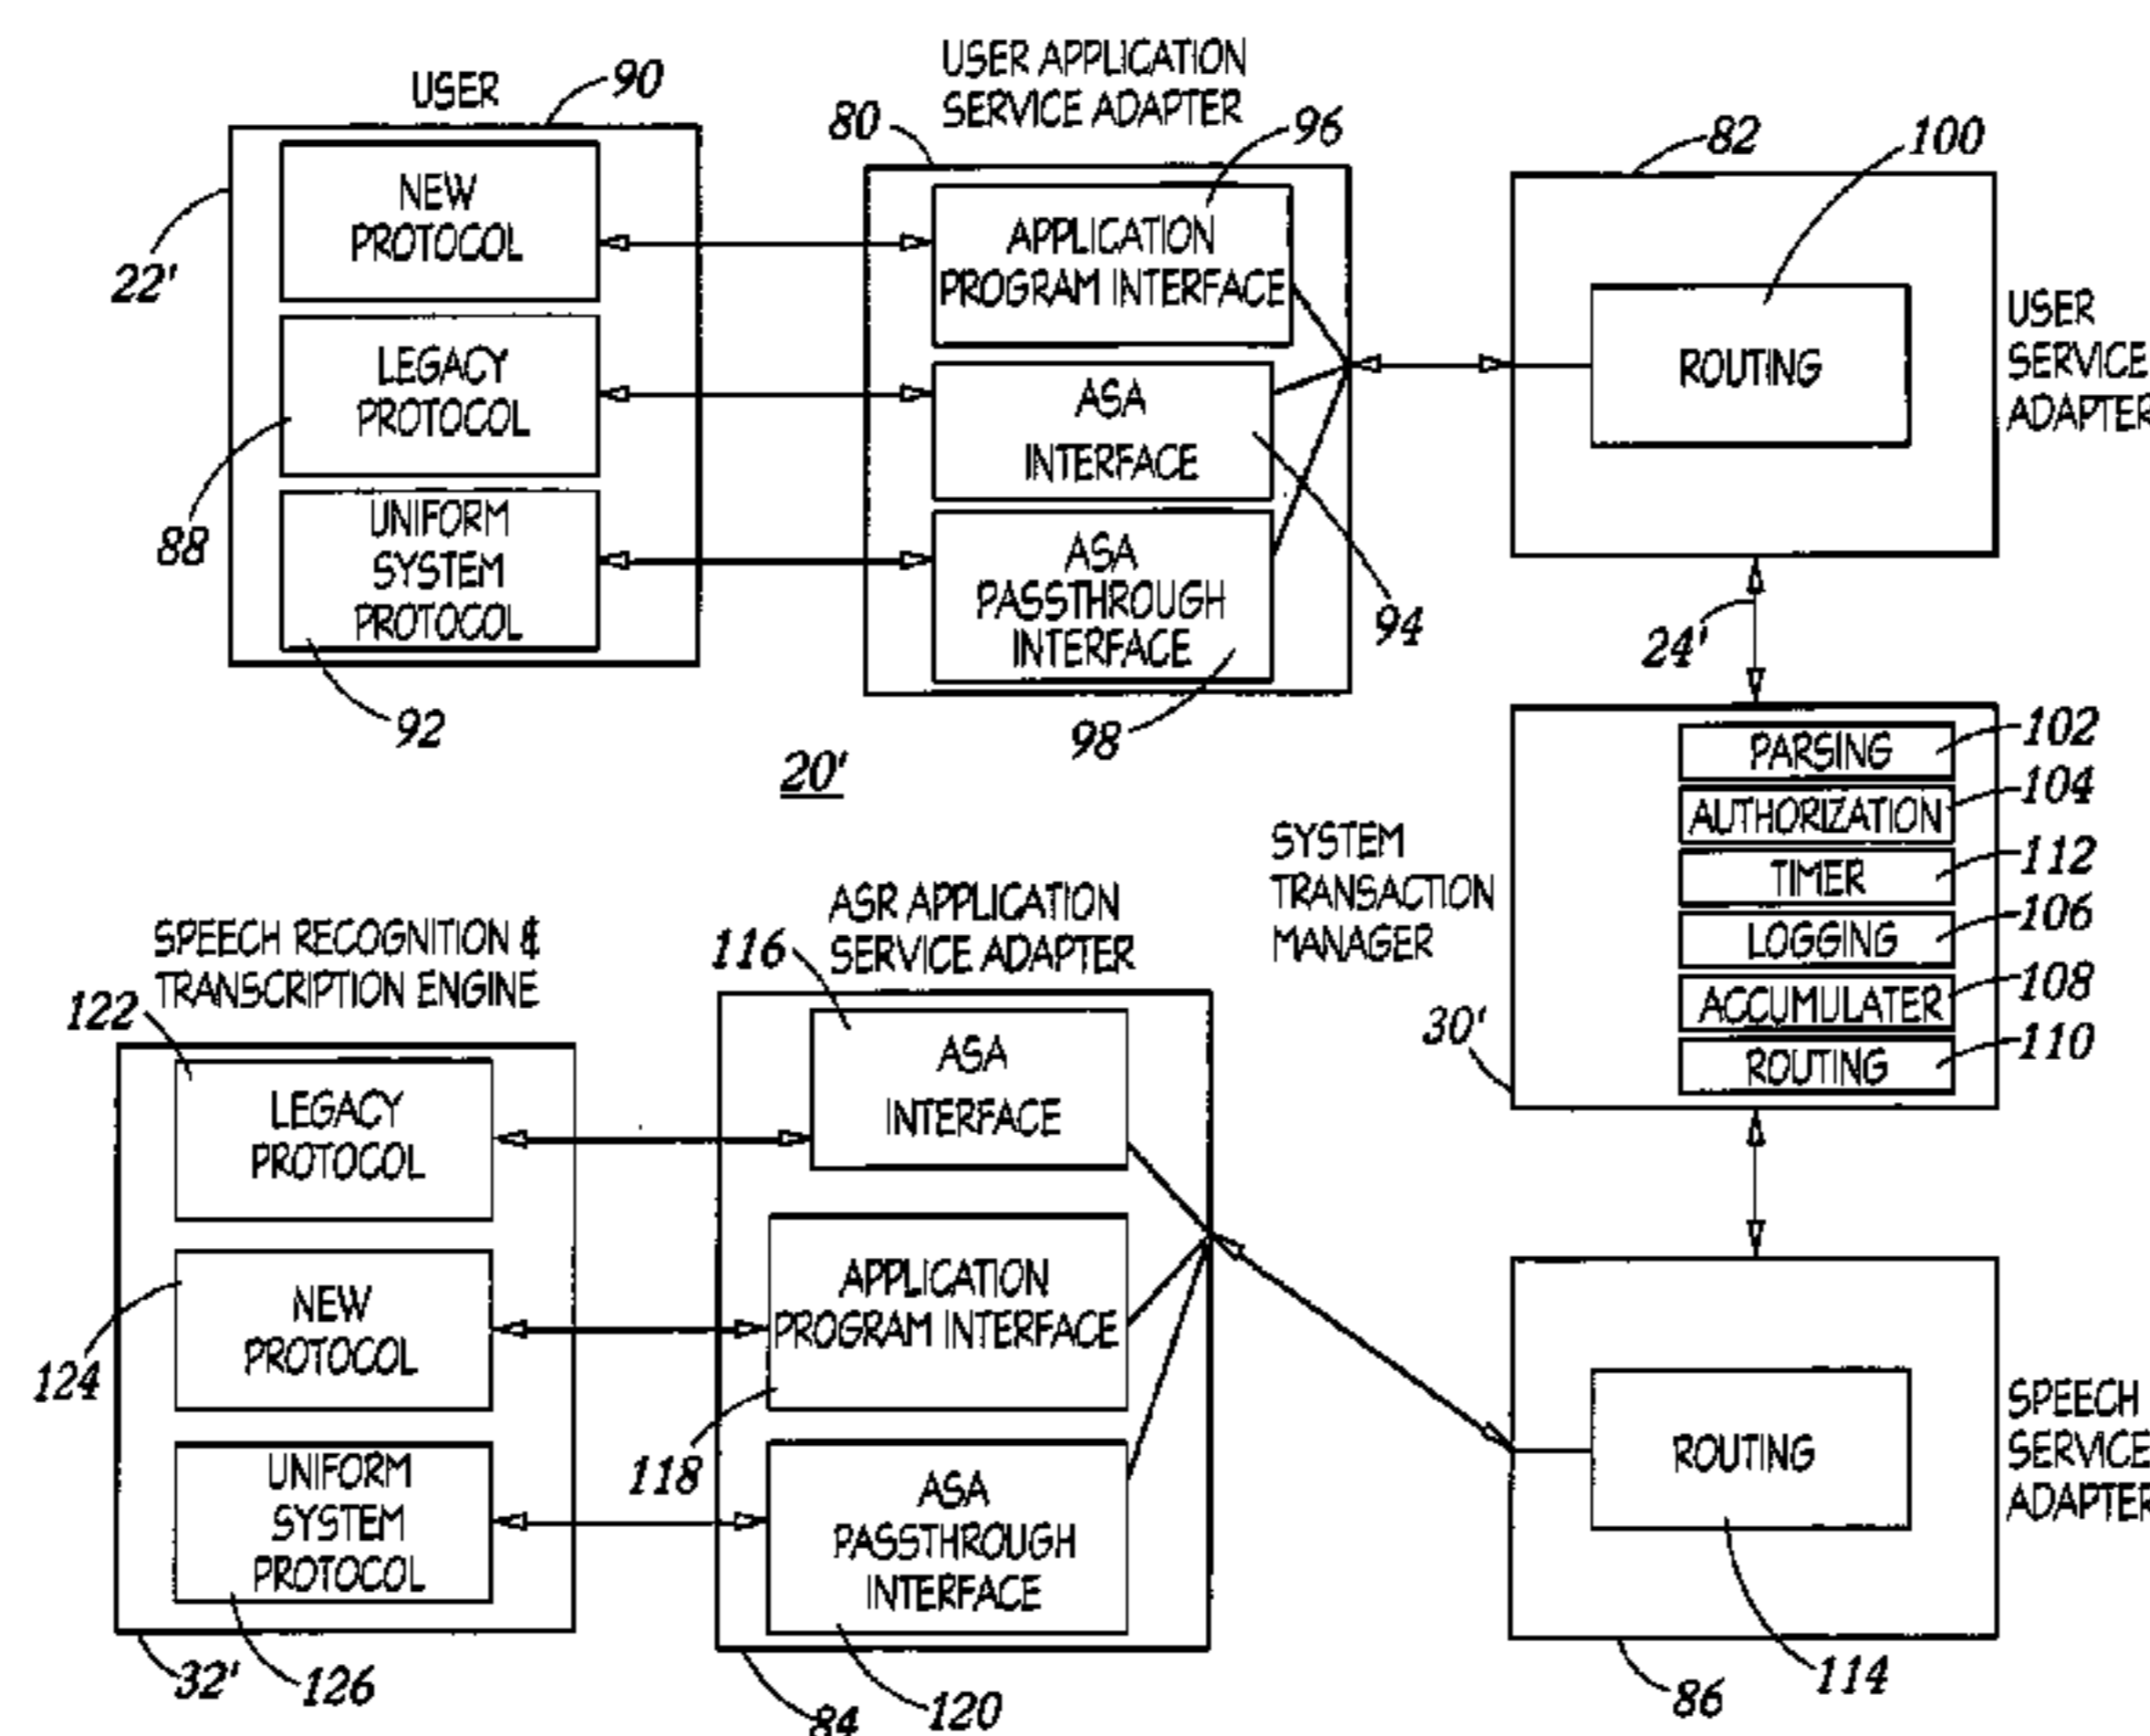 USER
90
22'
NEW
PROTOCOL
LEGACY
PROTOCOL
88
UNIFORM
SYSTEM
PROTOCOL
92
USER APPLICATION
SERVICE ADAPTER
80
96
APPLICATION
PROGRAM INTERFACE
ASA
INTERFACE
94
ASA
PASSTHROUGH
INTERFACE
98
82
100
ROUTING
USER
SERVICE
ADAPTER
24'
20'
SYSTEM
TRANSACTION
MANAGER
30'
PARSING
102
AUTHORIZATION
104
TIMER
112
LOGGING
106
ACCUMULATER
108
ROUTING
110
SPEECH RECOGNITION &
TRANSCRIPTION ENGINE
122
LEGACY
PROTOCOL
NEW
PROTOCOL
124
UNIFORM
SYSTEM
PROTOCOL
32'
126
ASR APPLICATION
SERVICE ADAPTER
116
ASA
INTERFACE
APPLICATION
PROGRAM INTERFACE
118
ASA
PASSTHROUGH
INTERFACE
84
120
ROUTING
SPEECH
SERVICE
ADAPTER
86
114